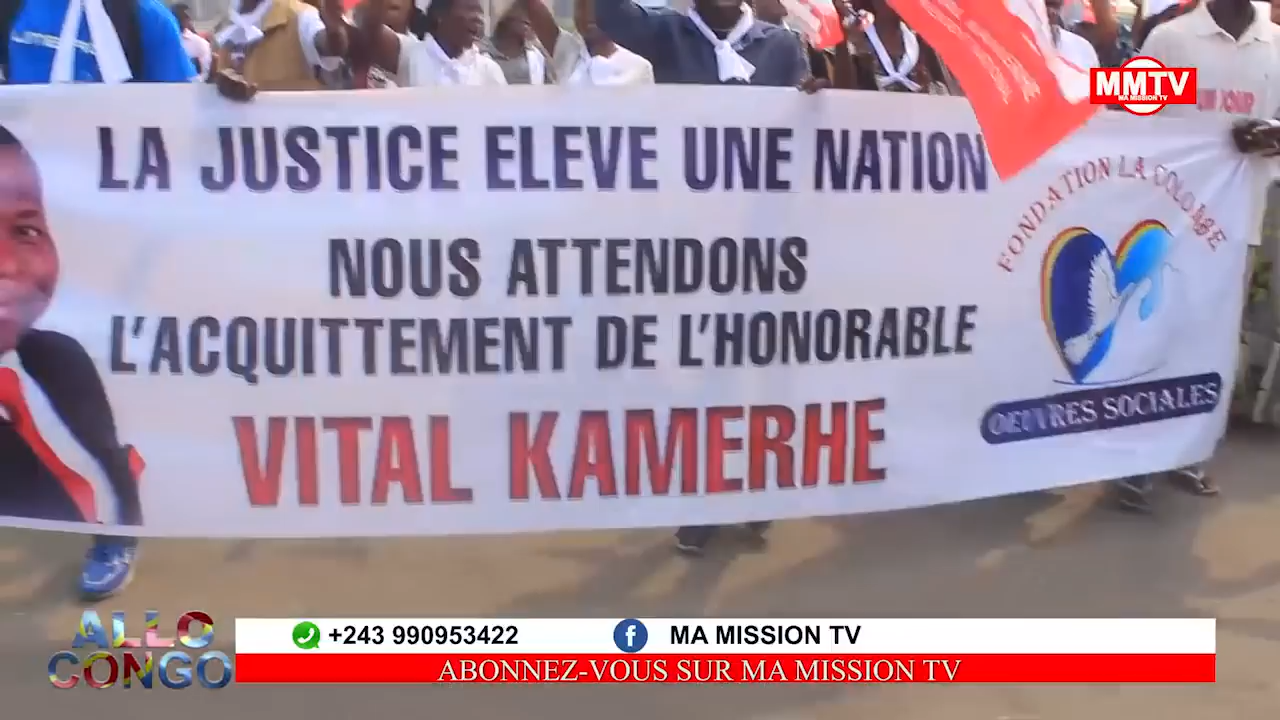 MMTV
MA MISSION TV
LA JUSTICE ELEVE UNE NATION
NOUS ATTENDONS
L'ACQUITTEMENT DE L'HONORABLE
VITAL KAMERHE
FONDATION LA COLOMBE
OEUVRES SOCIALES
ALLO
CONGO
+243 990953422
MA MISSION TV
ABONNEZ-VOUS SUR MA MISSION TV